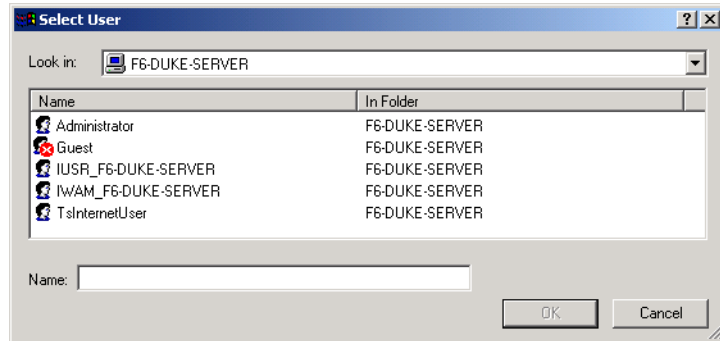 Select User
Look in: F6-DUKE-SERVER
Name In Folder
Administrator F6-DUKE-SERVER
Guest F6-DUKE-SERVER
IUSR_F6-DUKE-SERVER F6-DUKE-SERVER
IWAM_F6-DUKE-SERVER F6-DUKE-SERVER
TsInternetUser F6-DUKE-SERVER
Name:
OK Cancel